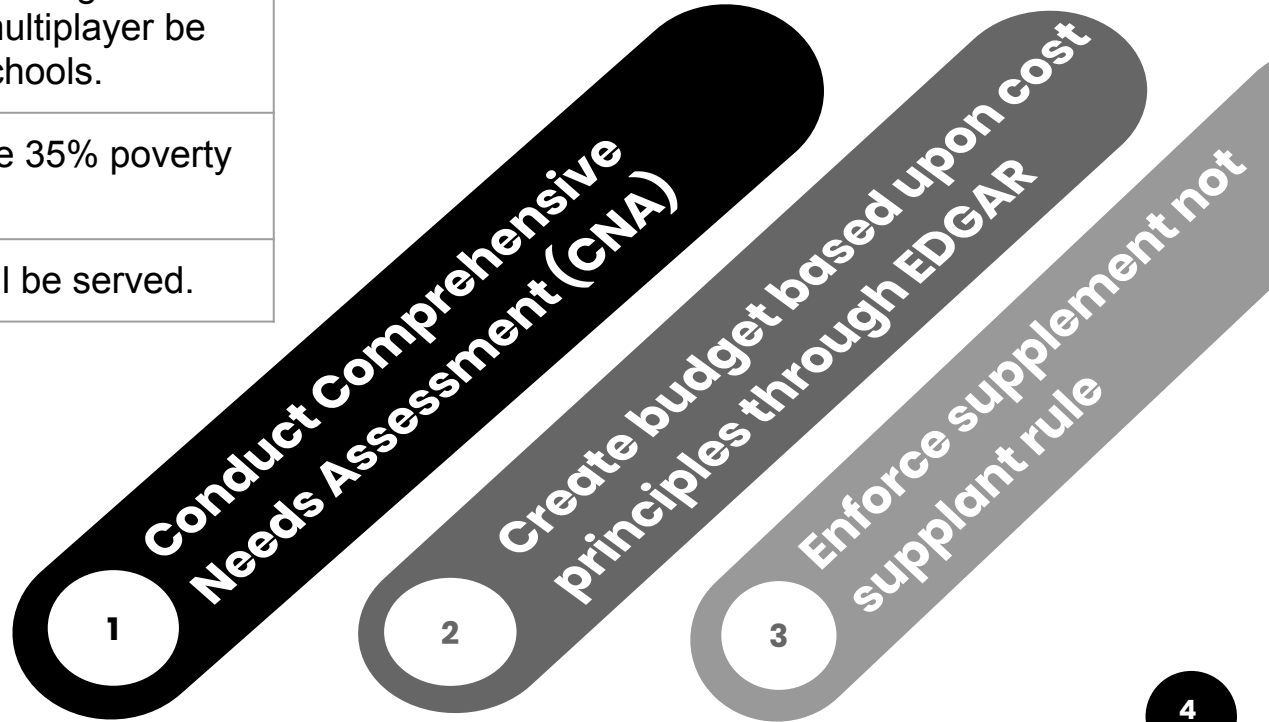 multiplayer be
chools.
e 35% poverty
l be served.
Conduct Comprehensive
Needs Assessment (CNA)
1
Create budget based upon cost
principles through EDGAR
2
Enforce supplement not
supplant rule
3
4